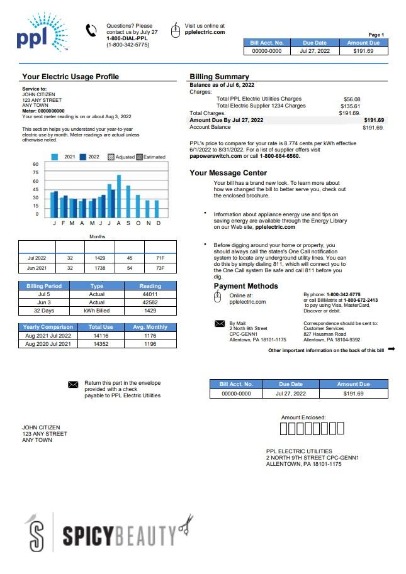 Page 1
ppl
Questions? Please
contact us by July 27
1-800-DIAL-PPL
(1-800-342-5775)
Visit us online at
pplelectric.com
Bill Acct. No. Due Date Amount Due
00000-0000 Jul 27, 2022 $191.69
Your Electric Usage Profile
Service to:
JOHN CITIZEN
123 ANY STREET
ANY TOWN
Meter: 0000000000
Your next meter reading is on or about Aug 3, 2022
This section helps you understand your year-to-year
electric use by month. Meter readings are actual unless
otherwise noted.
2021 2022 Adjusted Estimated
90
75
60
45
30
15
0
J F M A M J J A S O N D
Months
Jul 2022 32 1429 45 71F
Jun 2021 32 1738 54 73F
Billing Period Type Reading
Jul 5 Actual 44011
Jun 3 Actual 42582
32 Days kWh Billed 1429
Yearly Comparison Total Use Avg. Monthly
Aug 2021 Jul 2022 14116 1176
Aug 2020 Jul 2021 14352 1196
Billing Summary
Balance as of Jul 6, 2022
Charges:
Total PPL Electric Utilities Charges $56.08
Total Electric Supplier 1234 Charges $135.61
Total Charges $191.69
Amount Due By Jul 27, 2022 $191.69
Account Balance $191.69
PPL's price to compare for your rate is 8.774 cents per kWh effective
6/1/2022 to 8/31/2022. For a list of supplier offers visit
papowerswitch.com or call 1-800-684-6560.
Your Message Center
Your bill has a brand new look. To learn more about
how we changed the bill to better serve you, check out
the enclosed brochure.
• Information about appliance energy use and tips on
saving energy are available through the Energy Library
on our Web site, pplelectric.com
• Before digging around your home or property, you
should always call the state's One Call notification
system to locate any underground utility lines. You can
do this by simply dialing 811, which will connect you to
the One Call system Be safe and call 811 before you
dig.
Payment Methods
Online at:
pplelectric.com
By phone: 1-800-342-5775
or call BillMatrix at 1-800-672-2413
to pay using Visa, MasterCard,
Discover or debit.
By Mail
2 North 9th Street
CPC-GENN1
Allentown, PA 18101-1175
Correspondence should be sent to:
Customer Services
827 Hausman Road
Allentown, PA 18104-9392
Other important information on the back of this bill
Return this part in the envelope
provided with a check
payable to PPL Electric Utilities
Bill Acct. No. Due Date Amount Due
00000-0000 Jul 27, 2022 $191.69
Amount Enclosed:
JOHN CITIZEN
123 ANY STREET
ANY TOWN
PPL ELECTRIC UTILITIES
2 NORTH 9TH STREET CPC-GENN1
ALLENTOWN, PA 18101-1175
SPICYBEAUTY